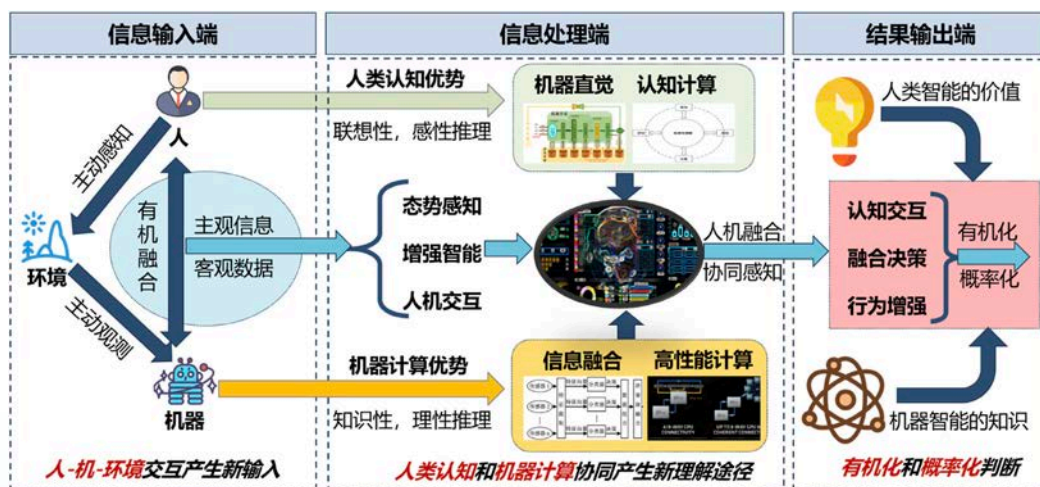 信息输入端
信息处理端
结果输出端
人
主动感知
环境
主动观测
机器
有机融合
主观信息
客观数据
人-机-环境交互产生新输入
人类认知优势
联想性，感性推理
机器直觉
认知计算
态势感知
增强智能
人机交互
人机融合
协同感知
机器计算优势
知识性，理性推理
信息融合
高性能计算
人类认知和机器计算协同产生新理解途径
人类智能的价值
认知交互
融合决策
行为增强
有机化
概率化
机器智能的知识
有机化和概率化判断